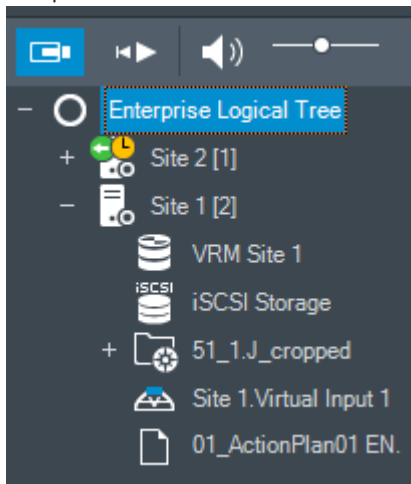 Enterprise Logical Tree
Site 2 [1]
Site 1 [2]
VRM Site 1
iSCSI
iSCSI Storage
51_1.J_cropped
Site 1.Virtual Input 1
01_ActionPlan01 EN.